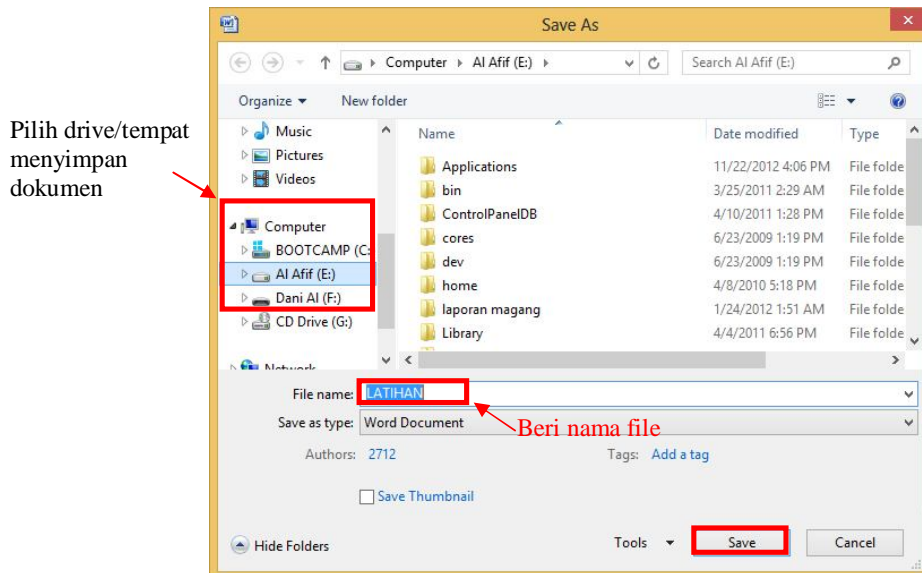 Save As
Computer Al Afif (E:)
Search Al Afif (E:)
Organize
New folder
Pilih drive/tempat
menyimpan
dokumen
Music
Pictures
Videos
Computer
BOOTCAMP (C:
Al Afif (E:)
Dani Al (F:)
CD Drive (G:)
Network
Name Date modified Type
Applications 11/22/2012 4:06 PM File folde
bin 3/25/2011 2:29 AM File folde
ControlPanelDB 4/10/2011 1:28 PM File folde
cores 6/23/2009 1:19 PM File folde
dev 6/23/2009 1:19 PM File folde
home 4/8/2010 5:18 PM File folde
laporan magang 1/24/2012 1:51 AM File folde
Library 4/4/2011 6:56 PM File folde
File name: LATIHAN
Save as type: Word Document
Beri nama file
Authors: 2712 Tags: Add a tag
Save Thumbnail
Hide Folders Tools Save Cancel